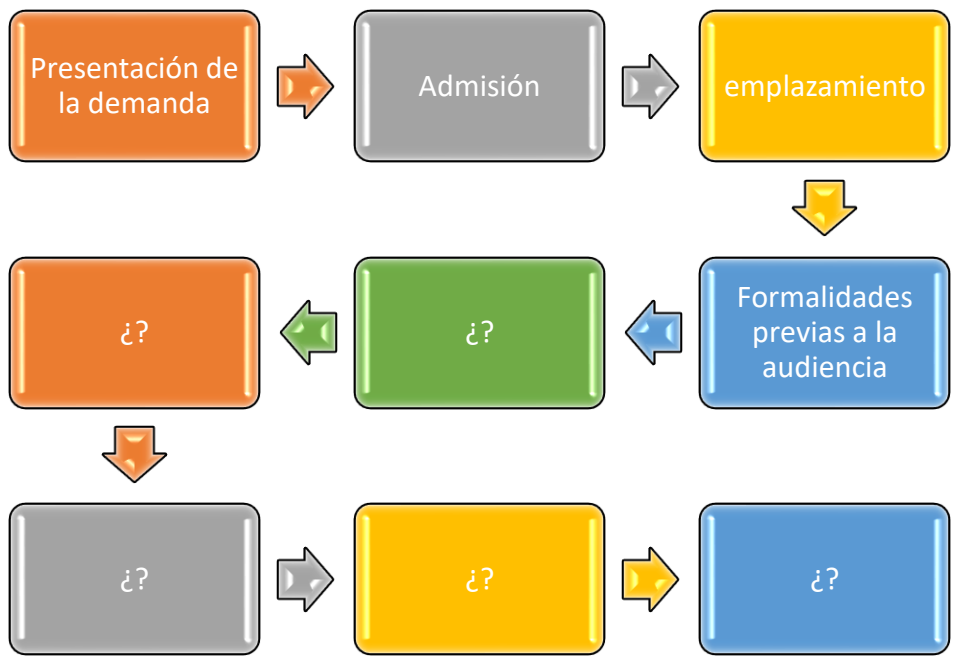 Presentación de
la demanda
Admisión
emplazamiento
Formalidades
previas a la
audiencia
¿?
¿?
¿?
¿?
¿?